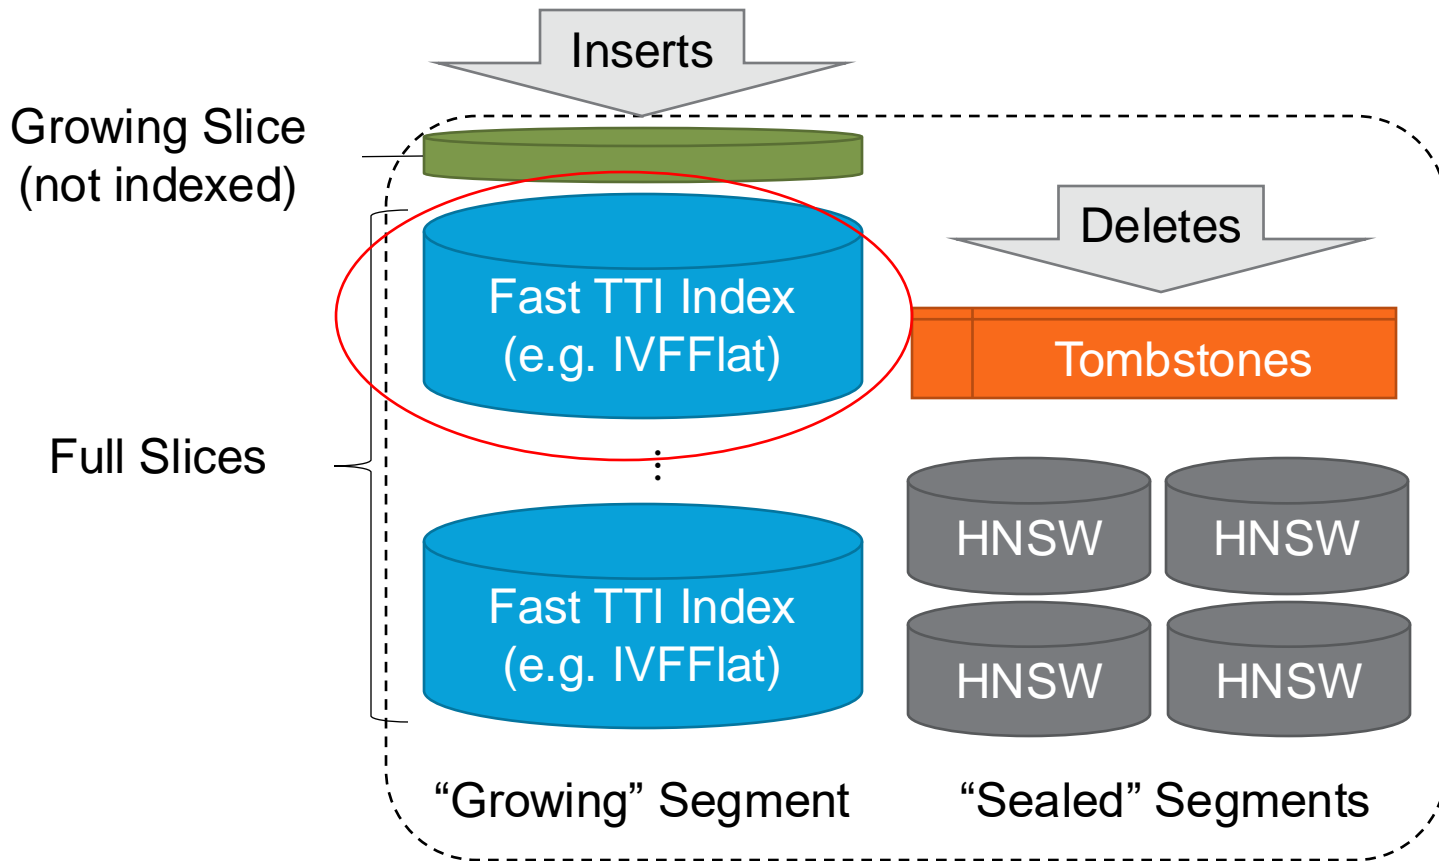 Inserts
Growing Slice
(not indexed)
Deletes
Fast TTI Index
(e.g. IVFFlat)
Tombstones
Full Slices
⋮
HNSW
HNSW
Fast TTI Index
(e.g. IVFFlat)
HNSW
HNSW
“Growing” Segment
“Sealed” Segments